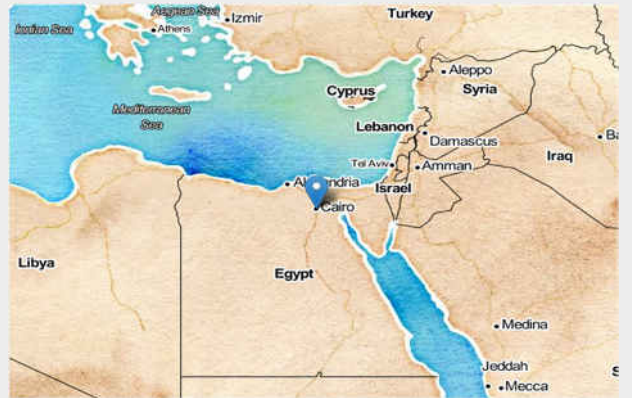 Ionian Sea
Aegean Sea
Izmir
Turkey
Athens
Aleppo
Cyprus
Syria
Mediterranean
Sea
Lebanon
Damascus
Ba
Iraq
Tel Aviv
Amman
Israel
Cairo
Libya
Egypt
Medina
Jeddah
Mecca
S